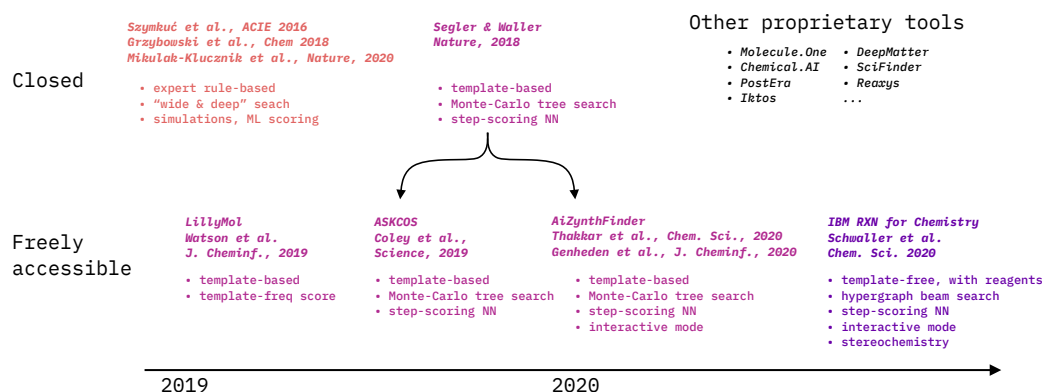 Closed
Szymkuć et al., ACIE 2016
Grzybowski et al., Chem 2018
Mikulak-Klucznik et al., Nature, 2020
• expert rule-based
• “wide & deep” seach
• simulations, ML scoring
Segler & Waller
Nature, 2018
• template-based
• Monte-Carlo tree search
• step-scoring NN
Other proprietary tools
• Molecule.One
• Chemical.AI
• PostEra
• Iktos
• DeepMatter
• SciFinder
• Reaxys
...
Freely
accessible
LillyMol
Watson et al.
J. Cheminf., 2019
• template-based
• template-freq score
ASKCOS
Coley et al.,
Science, 2019
• template-based
• Monte-Carlo tree search
• step-scoring NN
AiZynthFinder
Thakkar et al., Chem. Sci., 2020
Genheden et al., J. Cheminf., 2020
• template-based
• Monte-Carlo tree search
• step-scoring NN
• interactive mode
IBM RXN for Chemistry
Schwaller et al.
Chem. Sci. 2020
• template-free, with reagents
• hypergraph beam search
• step-scoring NN
• interactive mode
• stereochemistry
2019
2020